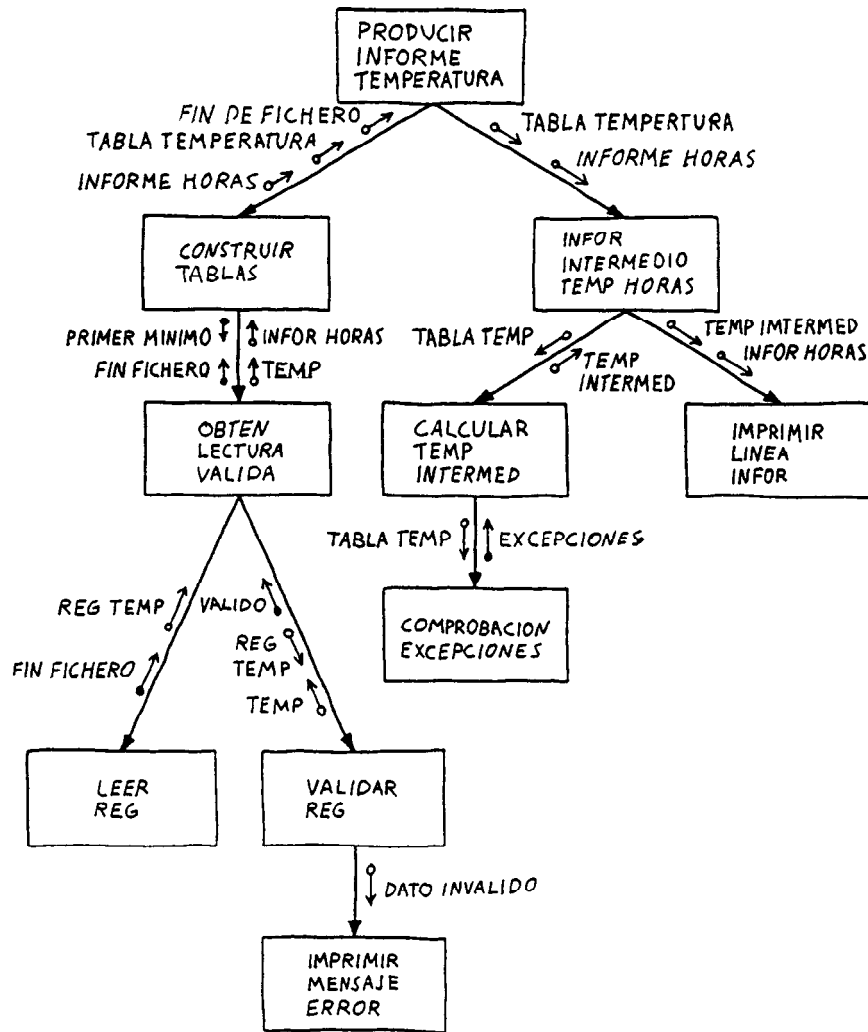 PRODUCIR
INFORME
TEMPERATURA
FIN DE FICHERO
TABLA TEMPERATURA
INFORME HORAS
TABLA TEMPERTURA
INFORME HORAS
CONSTRUIR
TABLAS
INFOR
INTERMEDIO
TEMP HORAS
PRIMER MINIMO
INFOR HORAS
FIN FICHERO
TEMP
TABLA TEMP
TEMP
INTERMED
TEMP IMTERMED
INFOR HORAS
OBTEN
LECTURA
VALIDA
CALCULAR
TEMP
INTERMED
IMPRIMIR
LINEA
INFOR
TABLA TEMP
EXCEPCIONES
COMPROBACION
EXCEPCIONES
REG TEMP
FIN FICHERO
VALIDO
REG
TEMP
TEMP
LEER
REG
VALIDAR
REG
DATO INVALIDO
IMPRIMIR
MENSAJE
ERROR